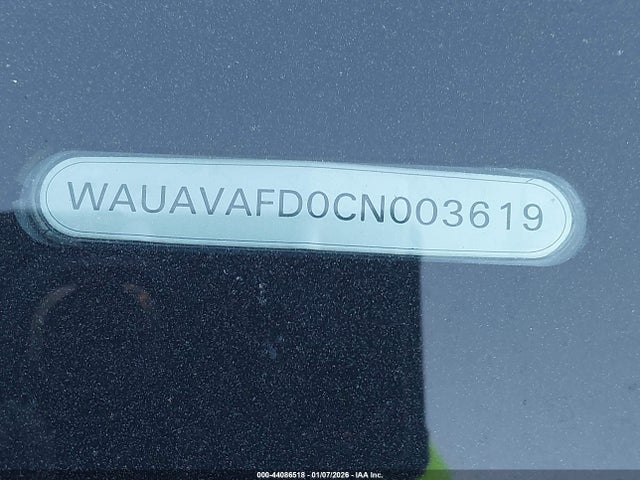 WAUAVAFD0CN003619
000-44086518 - 01/07/2026 - IAA Inc.